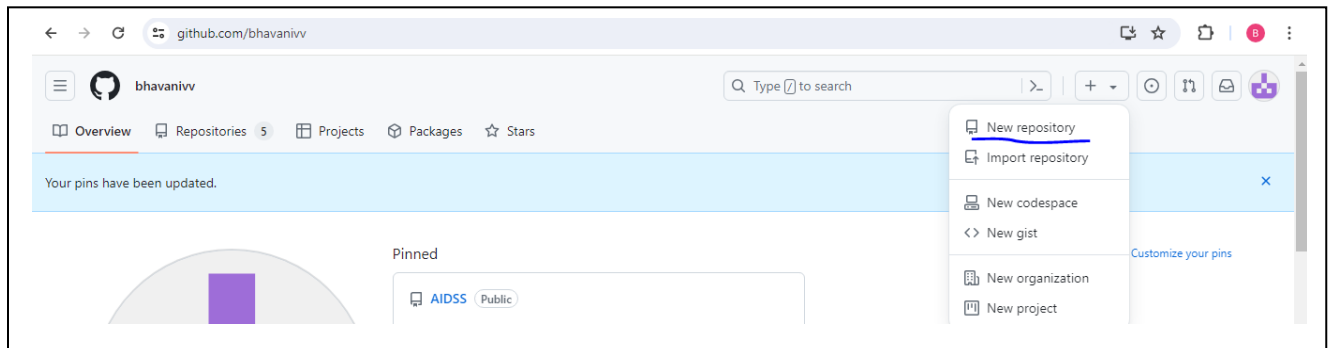 github.com/bhavanivv
B
bhavanivv
Type / to search
Overview Repositories 5 Projects Packages Stars
New repository
Import repository
Your pins have been updated.
New codespace
New gist
Pinned
Customize your pins
New organization
AIDSS Public
New project